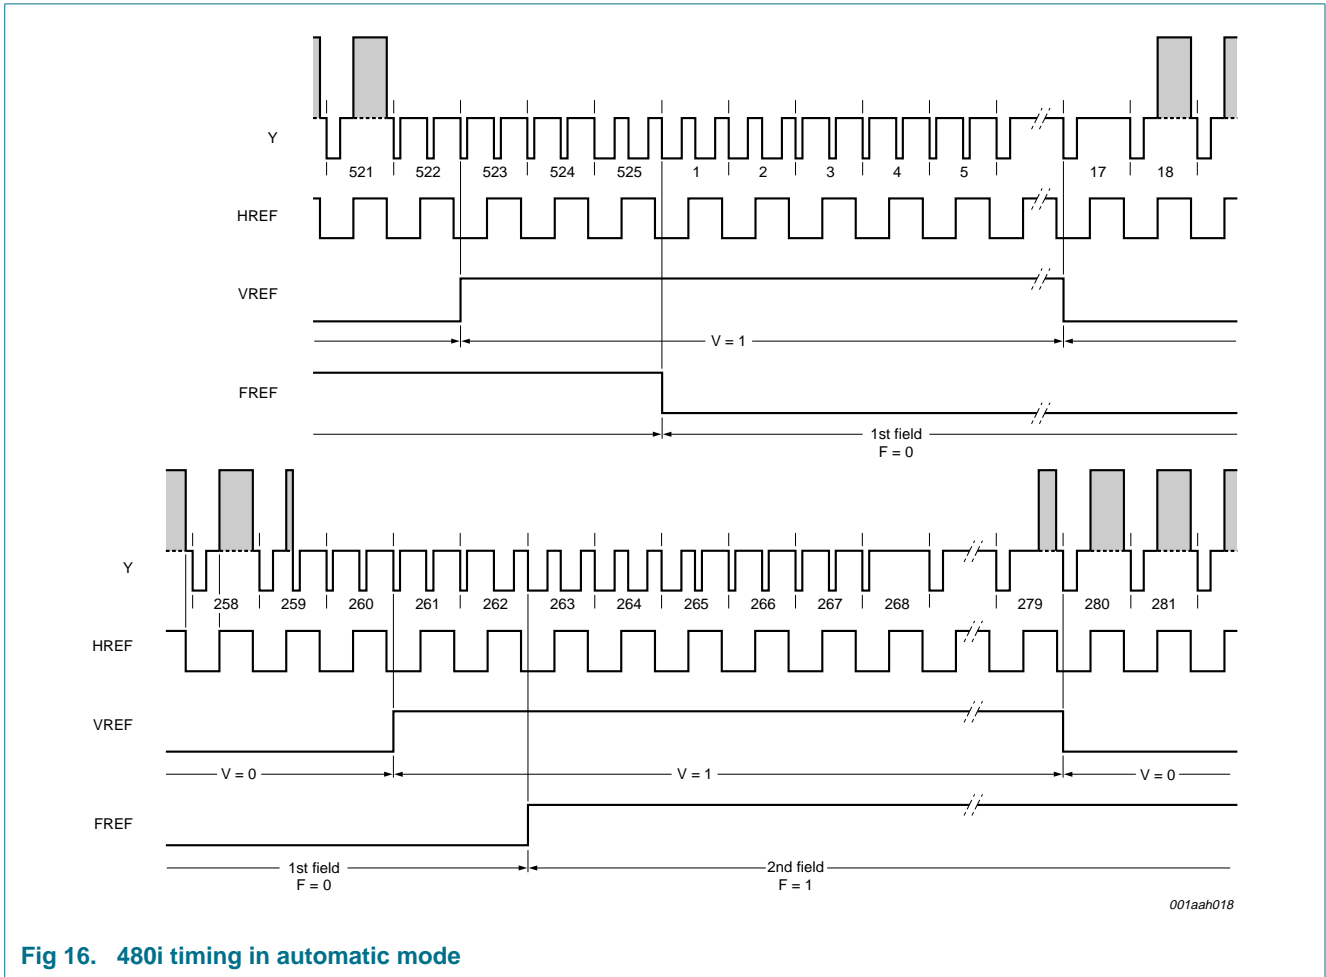 Y
521 522 523 524 525 1 2 3 4 5 17 18
HREF
VREF
V = 1
FREF
1st field
F = 0
Y
258 259 260 261 262 263 264 265 266 267 268 279 280 281
HREF
VREF
V = 0 V = 1 V = 0
FREF
1st field 2nd field
F = 0 F = 1
001aah018
Fig 16. 480i timing in automatic mode